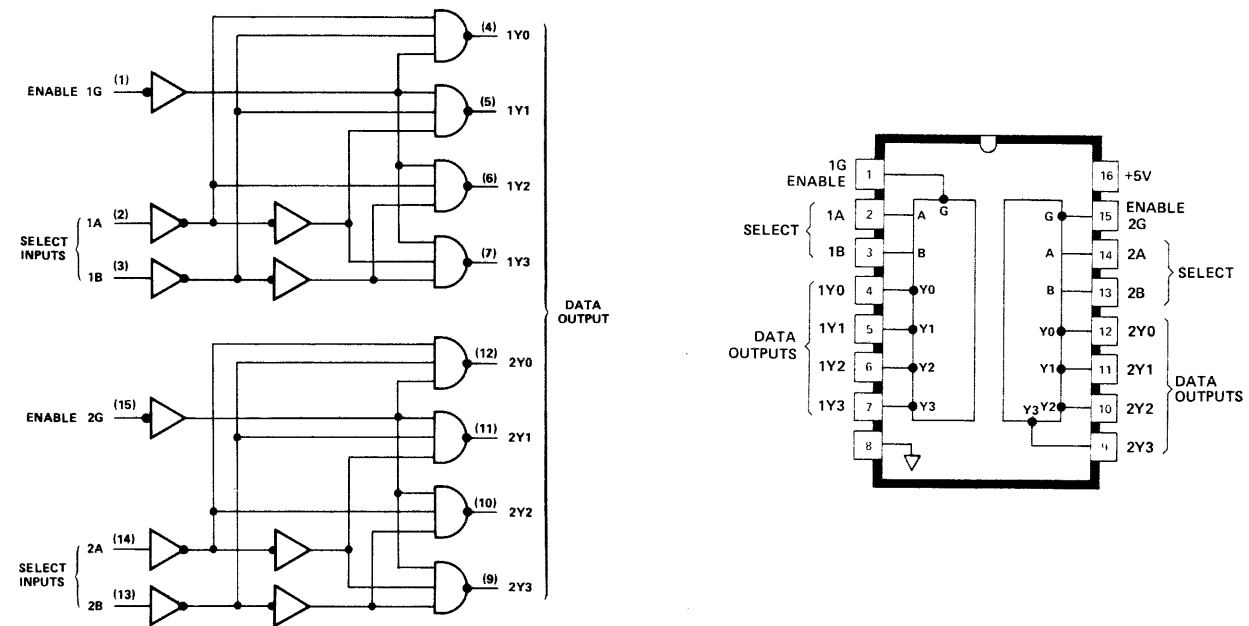 (4) 1Y0
ENABLE 1G (1)
(5) 1Y1
(6) 1Y2
SELECT INPUTS
1A (2)
1B (3)
(7) 1Y3
DATA OUTPUT
(12) 2Y0
ENABLE 2G (15)
(11) 2Y1
(10) 2Y2
SELECT INPUTS
2A (14)
2B (13)
(9) 2Y3
1G ENABLE
1
G
SELECT
1A 2 A
1B 3 B
DATA OUTPUTS
1Y0 4 Y0
1Y1 5 Y1
1Y2 6 Y2
1Y3 7 Y3
8
16 +5V
G 15 ENABLE 2G
A 14 2A
B 13 2B
SELECT
Y0 12 2Y0
Y1 11 2Y1
Y2 10 2Y2
Y3 9 2Y3
DATA OUTPUTS